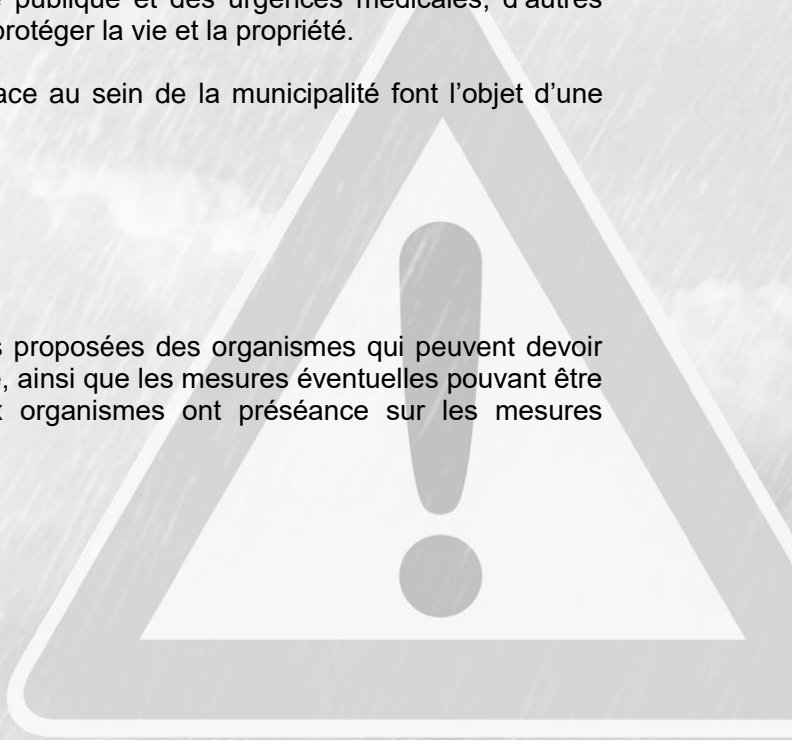 publique et des urgences médicales, d'autres
protéger la vie et la propriété.
au sein de la municipalité font l'objet d'une
proposées des organismes qui peuvent devoir
, ainsi que les mesures éventuelles pouvant être
organismes ont préséance sur les mesures